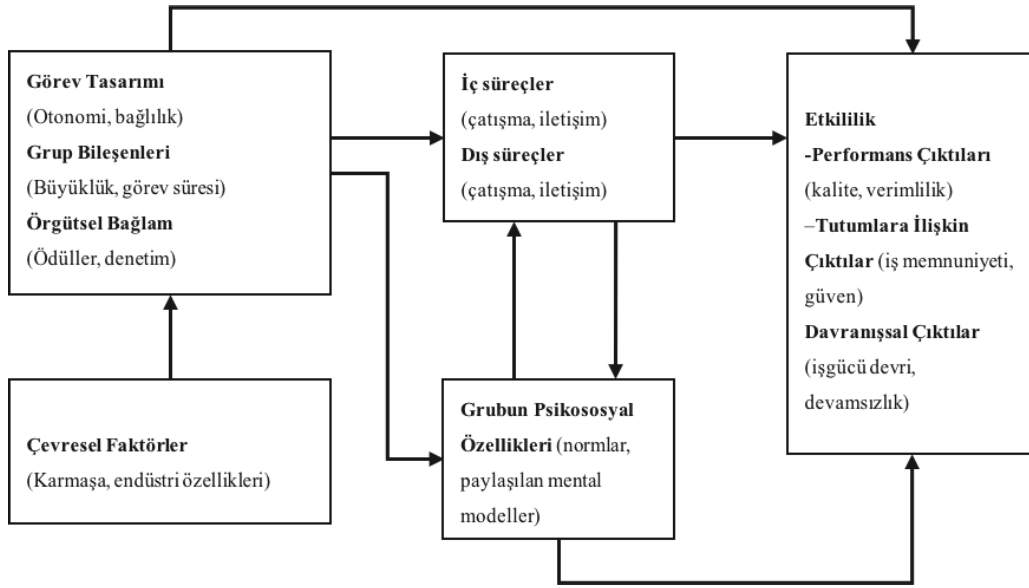 Görev Tasarımı
(Otonomi, bağlılık)
Grup Bileşenleri
(Büyüklük, görev süresi)
Örgütsel Bağlam
(Ödüller, denetim)
Çevresel Faktörler
(Karmaşa, endüstri özellikleri)
İç süreçler
(çatışma, iletişim)
Dış süreçler
(çatışma, iletişim)
Grubun Psikososyal
Özellikleri (normlar,
paylaşılan mental
modeller)
Etkililik
-Performans Çıktıları
(kalite, verimlilik)
–Tutumlara İlişkin
Çıktılar (iş memnuniyeti,
güven)
Davranışsal Çıktılar
(işgücü devri,
devamsızlık)